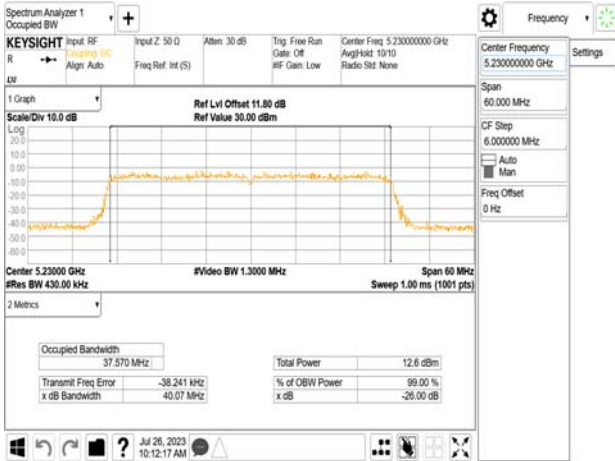 Spectrum Analyzer 1
Occupied BW
+
Frequency
KEYSIGHT
Input: RF
Coupling: DC
Align: Auto
Input Z: 50 Ω
Freq Ref: Int (S)
Atten: 30 dB
Trig: Free Run
Gate: Off
#IF Gain: Low
Center Freq: 5.230000000 GHz
Avg|Hold: 10/10
Radio Std: None
R
LW
1 Graph
Scale/Div 10.0 dB
Ref Lvl Offset 11.80 dB
Ref Value 30.00 dBm
Log
20.0
10.0
0.00
-10.0
-20.0
-30.0
-40.0
-50.0
-60.0
Center 5.23000 GHz
#Res BW 430.00 kHz
#Video BW 1.3000 MHz
Span 60 MHz
Sweep 1.00 ms (1001 pts)
2 Metrics
Occupied Bandwidth
37.570 MHz
Transmit Freq Error -38.241 kHz
x dB Bandwidth 40.07 MHz
Total Power 12.6 dBm
% of OBW Power 99.00 %
x dB -26.00 dB
Center Frequency
5.230000000 GHz
Settings
Span
60.000 MHz
CF Step
6.000000 MHz
Auto
Man
Freq Offset
0 Hz
?
Jul 26, 2023
10:12:17 AM